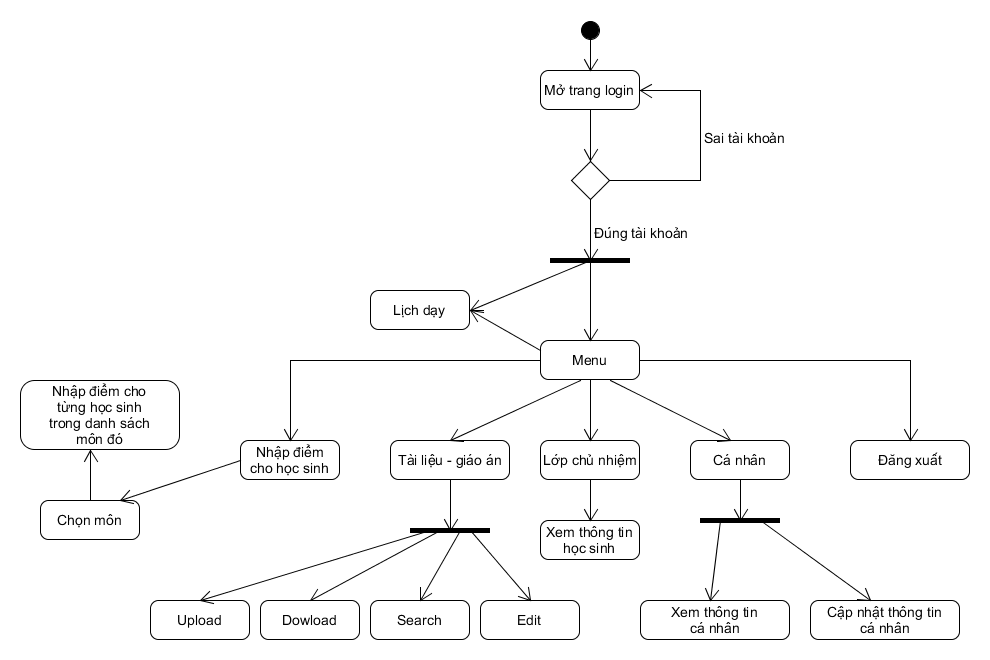 Mở trang login
Sai tài khoản
Đúng tài khoản
Lịch dạy
Menu
Nhập điểm cho
từng học sinh
trong danh sách
môn đó
Nhập điểm
cho học sinh
Tài liệu - giáo án
Lớp chủ nhiệm
Cá nhân
Đăng xuất
Chọn môn
Xem thông tin
học sinh
Upload
Dowload
Search
Edit
Xem thông tin
cá nhân
Cập nhật thông tin
cá nhân